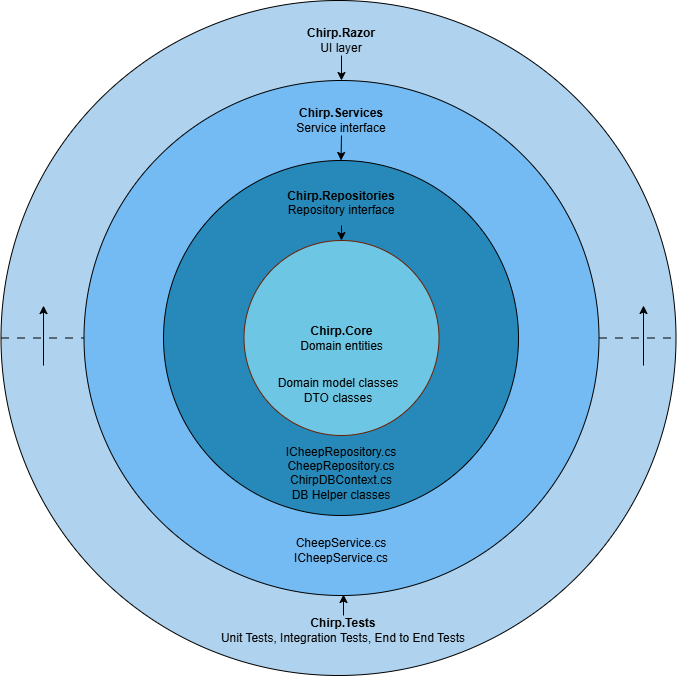 Chirp.Razor
UI layer
Chirp.Services
Service interface
Chirp.Repositories
Repository interface
Chirp.Core
Domain entities
Domain model classes
DTO classes
ICheepRepository.cs
CheepRepository.cs
ChirpDBContext.cs
DB Helper classes
CheepService.cs
ICheepService.cs
Chirp.Tests
Unit Tests, Integration Tests, End to End Tests